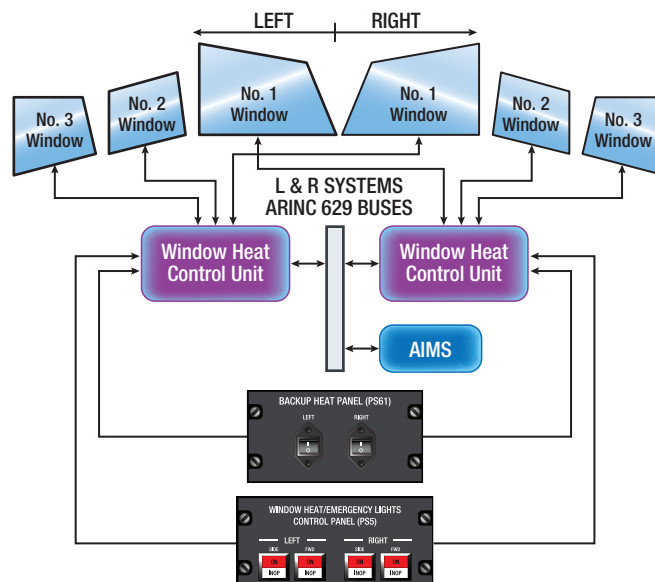 LEFT
RIGHT
No. 3
Window
No. 2
Window
No. 1
Window
No. 1
Window
No. 2
Window
No. 3
Window
L & R SYSTEMS
ARINC 629 BUSES
Window Heat
Control Unit
Window Heat
Control Unit
AIMS
BACKUP HEAT PANEL (PS61)
LEFT
RIGHT
I
O
I
O
WINDOW HEAT/EMERGENCY LIGHTS
CONTROL PANEL (PS5)
LEFT
RIGHT
SIDE
FWD
SIDE
FWD
ON
ON
ON
ON
INOP
INOP
INOP
INOP